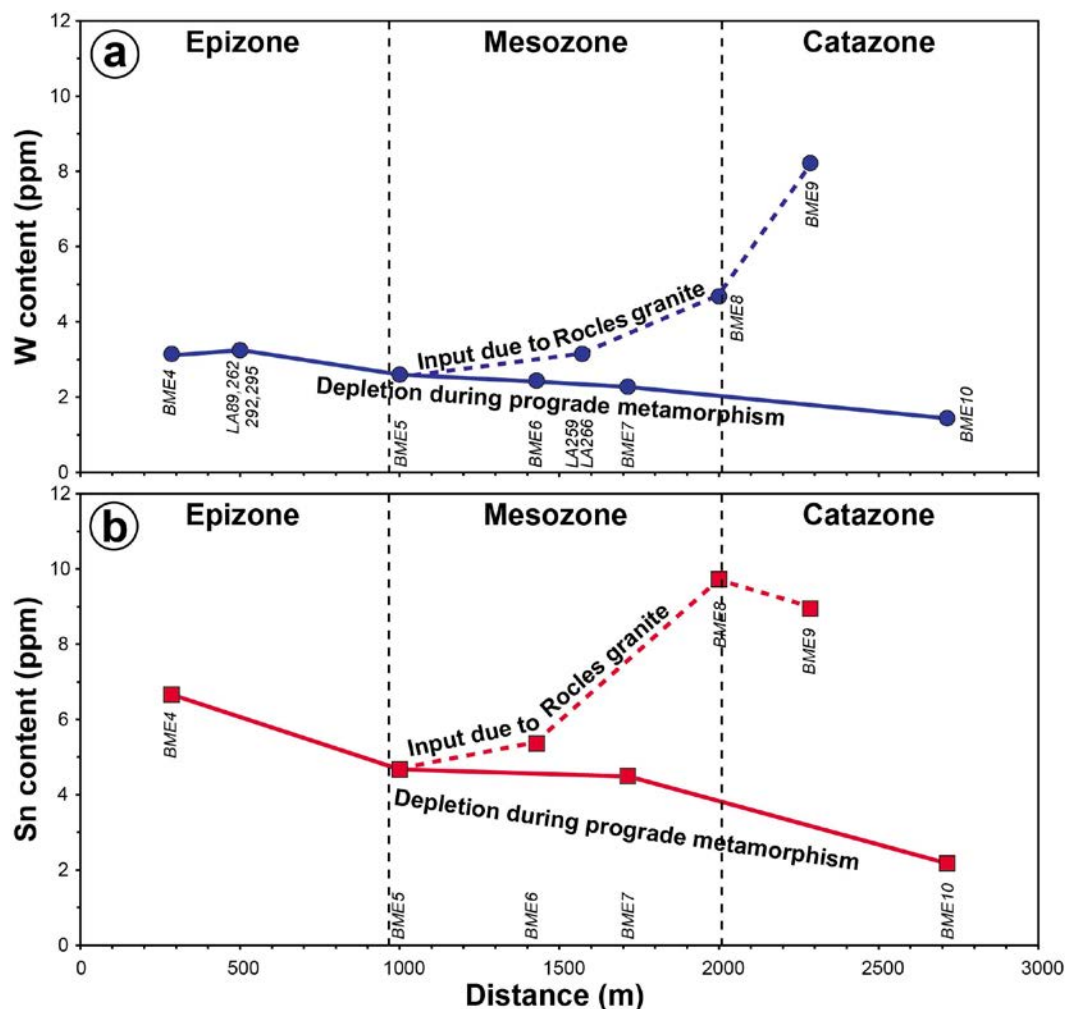 a
Epizone Mesozone Catazone
12
10
8
6
4
2
0
W content (ppm)
BME4
LA89,262
292,295
BME5
BME6
LA259
LA266
BME7
BME8
BME9
BME10
Input due to Rocles granite
Depletion during prograde metamorphism
b
Epizone Mesozone Catazone
12
10
8
6
4
2
0
Sn content (ppm)
BME4
BME5
BME6
BME7
BME8
BME9
BME10
Input due to Rocles granite
Depletion during prograde metamorphism
0 500 1000 1500 2000 2500 3000
Distance (m)